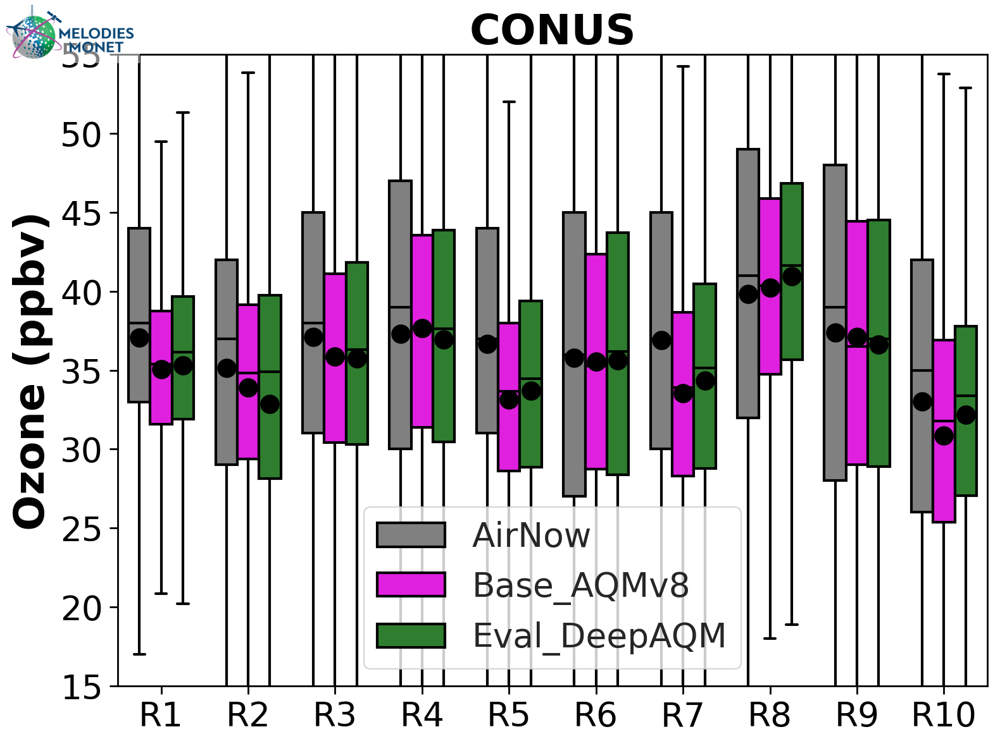 MELODIES
MONET
CONUS
Ozone (ppbv)
55
50
45
40
35
30
25
20
15
AirNow
Base_AQMv8
Eval_DeepAQM
R1 R2 R3 R4 R5 R6 R7 R8 R9 R10